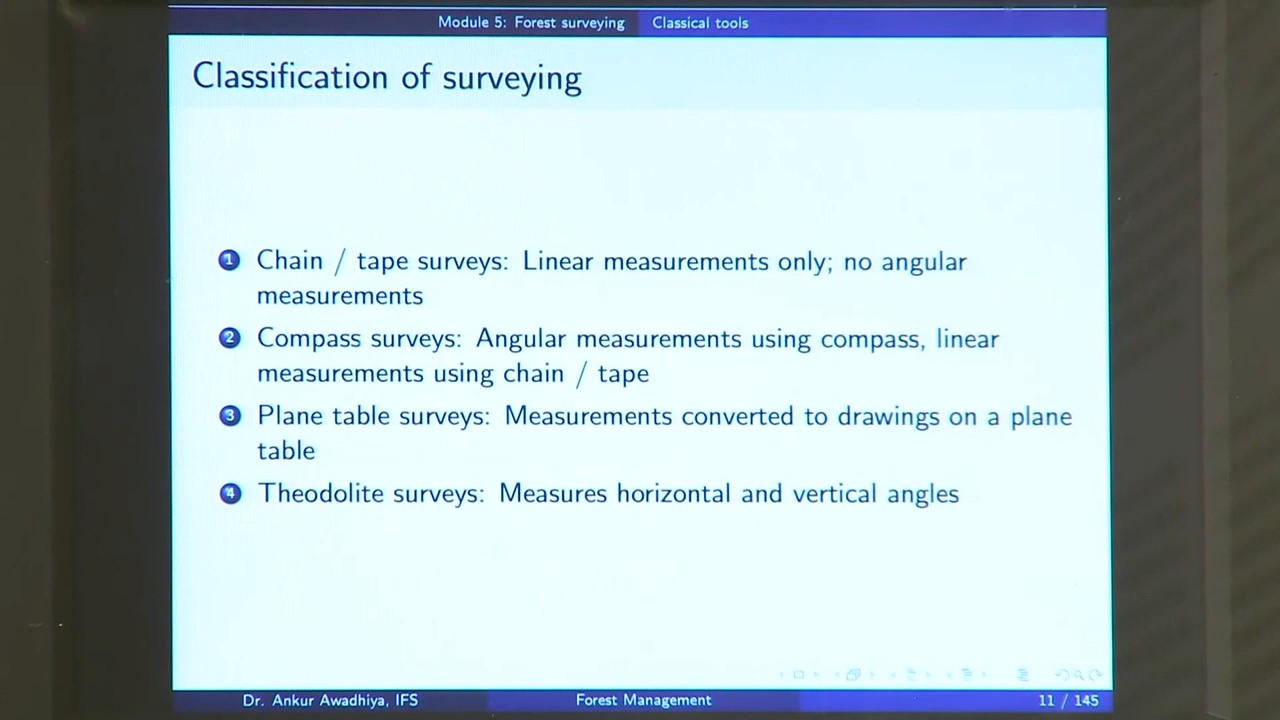 Module 5: Forest surveying Classical tools
Classification of surveying
1 Chain / tape surveys: Linear measurements only; no angular
measurements
2 Compass surveys: Angular measurements using compass, linear
measurements using chain / tape
3 Plane table surveys: Measurements converted to drawings on a plane
table
4 Theodolite surveys: Measures horizontal and vertical angles
Dr. Ankur Awadhiya, IFS Forest Management 11 / 145